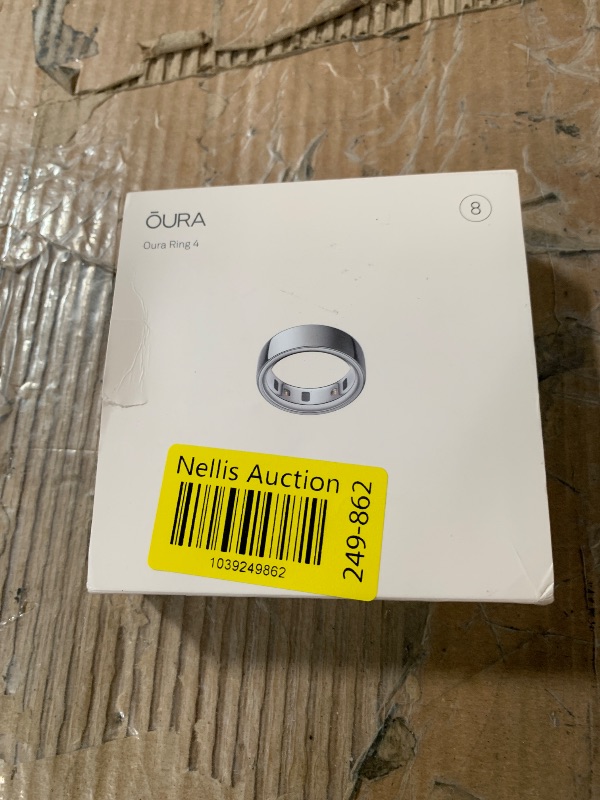 ŌURA
Oura Ring 4
8
Nellis Auction
1039249862
249-862